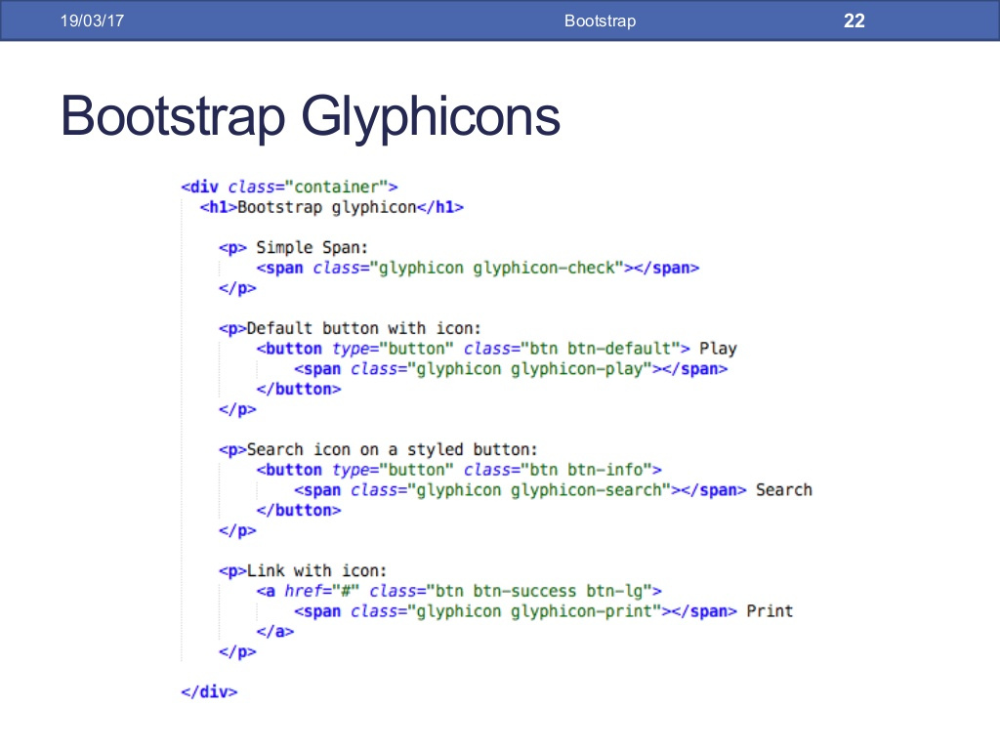 19/03/17 Bootstrap 22
Bootstrap Glyphicons
<div class="container">
<h1>Bootstrap glyphicon</h1>
<p> Simple Span:
<span class="glyphicon glyphicon-check"></span>
</p>
<p>Default button with icon:
<button type="button" class="btn btn-default"> Play
<span class="glyphicon glyphicon-play"></span>
</button>
</p>
<p>Search icon on a styled button:
<button type="button" class="btn btn-info">
<span class="glyphicon glyphicon-search"></span> Search
</button>
</p>
<p>Link with icon:
<a href="#" class="btn btn-success btn-lg">
<span class="glyphicon glyphicon-print"></span> Print
</a>
</p>
</div>